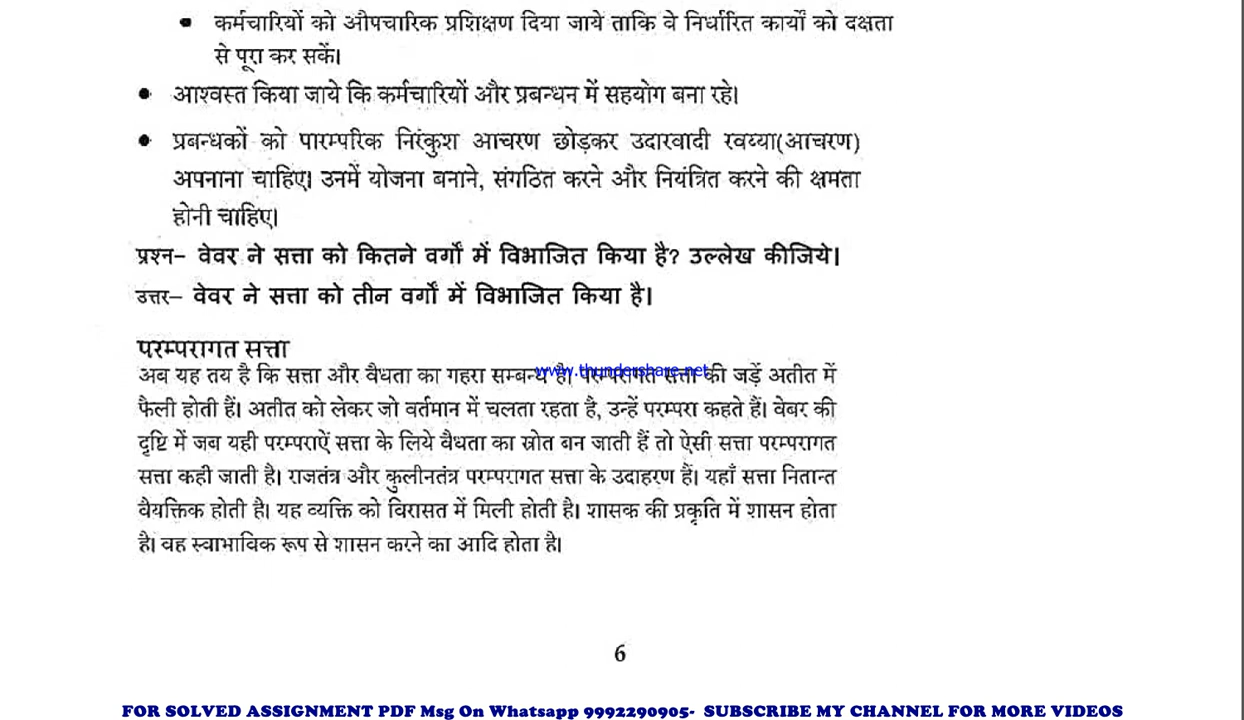 ▪ कर्मचारियों को औपचारिक प्रशिक्षण दिया जाये ताकि वे निर्धारित कार्यों को दक्षता
से पूरा कर सकें।
● आश्वस्त किया जाये कि कर्मचारियों और प्रबन्धन में सहयोग बना रहे।
● प्रबन्धकों को पारम्परिक निरंकुश आचरण छोड़कर उदारवादी रवय्या(आचरण)
अपनाना चाहिए। उनमें योजना बनाने, संगठित करने और नियंत्रित करने की क्षमता
होनी चाहिए।
प्रश्न– वेवर ने सत्ता को कितने वर्गों में विभाजित किया है? उल्लेख कीजिये।
उत्तर– वेवर ने सत्ता को तीन वर्गों में विभाजित किया है।
परम्परागत सत्ता
अब यह तय है कि सत्ता और वैधता का गहरा सम्बन्ध है। परम्परागत सत्ता की जड़ें अतीत में
www.thundershare.net
फैली होती हैं। अतीत को लेकर जो वर्तमान में चलता रहता है, उन्हें परम्परा कहते हैं। वेबर की
दृष्टि में जब यही परम्पराऐं सत्ता के लिये वैधता का स्रोत बन जाती हैं तो ऐसी सत्ता परम्परागत
सत्ता कही जाती है। राजतंत्र और कुलीनतंत्र परम्परागत सत्ता के उदाहरण हैं। यहाँ सत्ता नितान्त
वैयक्तिक होती है। यह व्यक्ति को विरासत में मिली होती है। शासक की प्रकृति में शासन होता
है। वह स्वाभाविक रूप से शासन करने का आदि होता है।
6
FOR SOLVED ASSIGNMENT PDF Msg On Whatsapp 9992290905- SUBSCRIBE MY CHANNEL FOR MORE VIDEOS